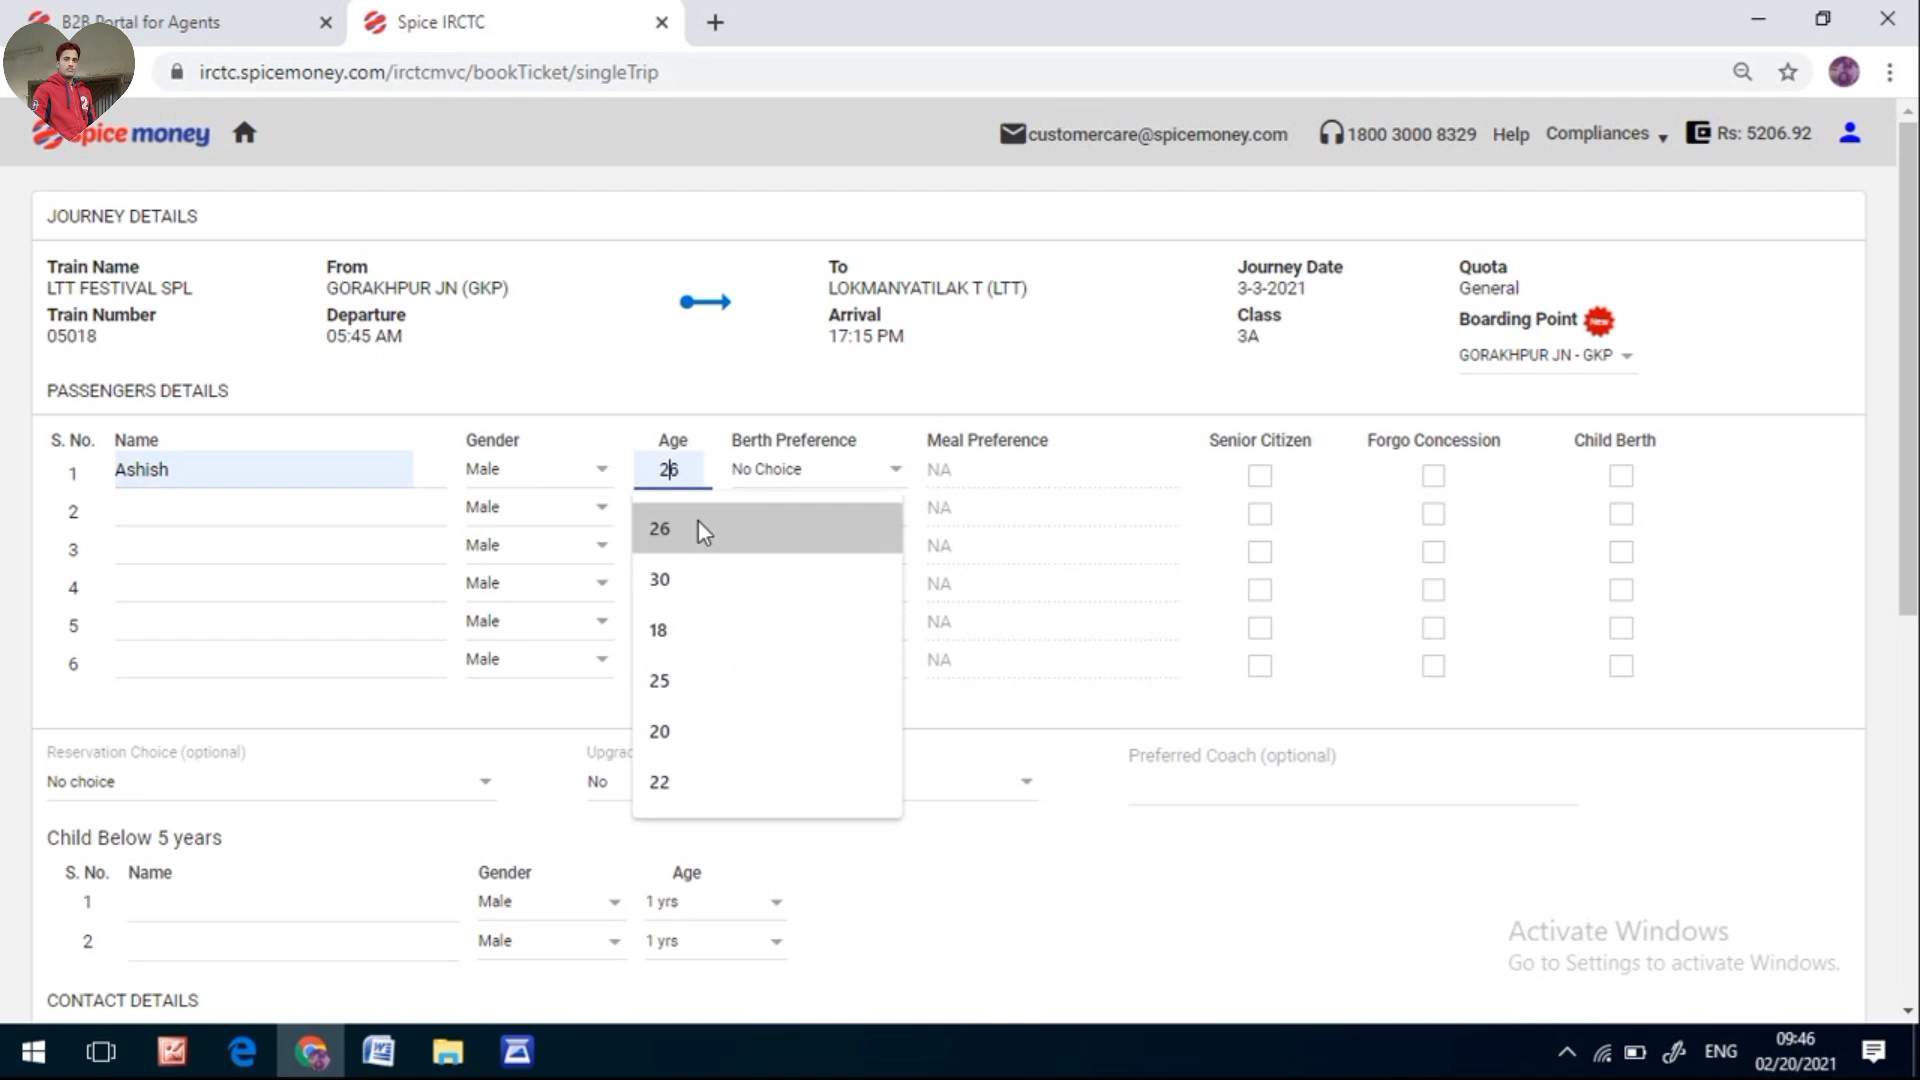 B2B Portal for Agents
Spice IRCTC
irctc.spicemoney.com/irctcmvc/bookTicket/singleTrip
spice money
customercare@spicemoney.com
1800 3000 8329
Help
Compliances
Rs: 5206.92
JOURNEY DETAILS
Train Name From To Journey Date Quota
LTT FESTIVAL SPL GORAKHPUR JN (GKP) LOKMANYATILAK T (LTT) 3-3-2021 General
Train Number Departure Arrival Class Boarding Point New
05018 05:45 AM 17:15 PM 3A GORAKHPUR JN - GKP
PASSENGERS DETAILS
S. No. Name Gender Age Berth Preference Meal Preference Senior Citizen Forgo Concession Child Berth
1 Ashish Male 26 No Choice NA
2 Male NA
3 Male NA
4 Male NA
5 Male NA
6 Male NA
26
30
18
25
20
22
Reservation Choice (optional) Upgrad Preferred Coach (optional)
No choice No
Child Below 5 years
S. No. Name Gender Age
1 Male 1 yrs
2 Male 1 yrs
CONTACT DETAILS
Activate Windows
Go to Settings to activate Windows.
ENG
09:46
02/20/2021